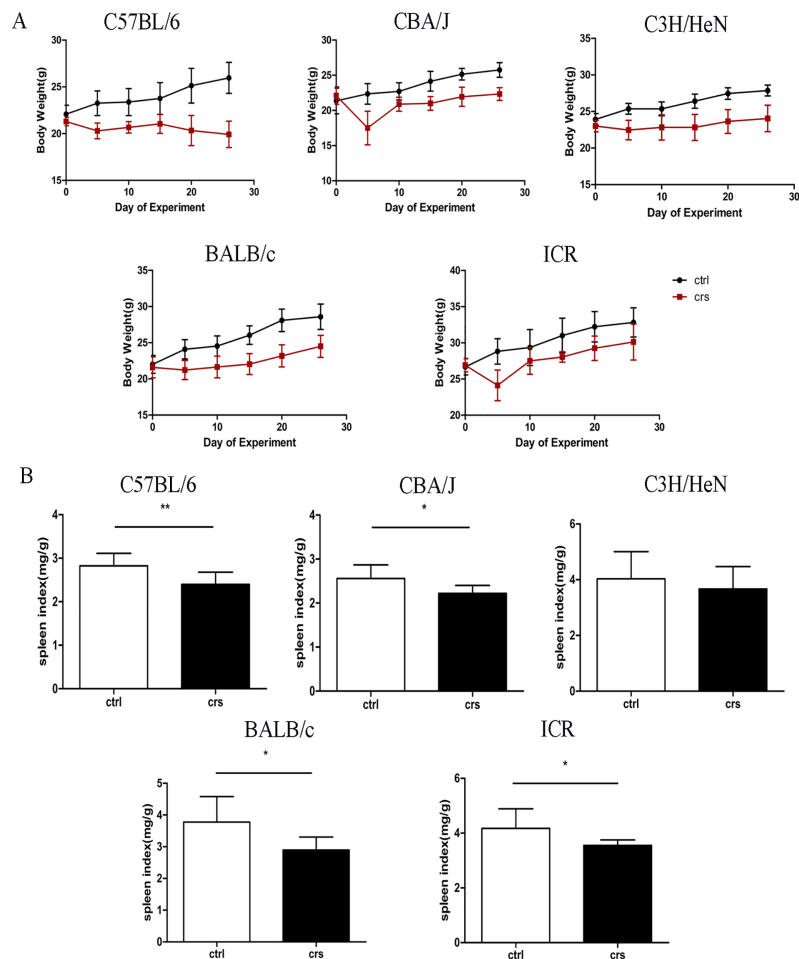 A
C57BL/6
CBA/J
C3H/HeN
Body Weight(g)
30
25
20
15
0 10 20 30
Day of Experiment
Body Weight(g)
30
25
20
15
10
0 10 20 30
Day of Experiment
Body Weight(g)
35
30
25
20
15
0 10 20 30
Day of Experiment
BALB/c
ICR
Body Weight(g)
35
30
25
20
15
0 10 20 30
Day of Experiment
Body Weight(g)
40
35
30
25
20
0 10 20 30
Day of Experiment
ctrl
crs
B
C57BL/6
CBA/J
C3H/HeN
spleen index(mg/g)
4
3
2
1
0
**
ctrl crs
spleen index(mg/g)
4
3
2
1
0
*
ctrl crs
spleen index(mg/g)
6
4
2
0
ctrl crs
BALB/c
ICR
spleen index(mg/g)
5
4
3
2
1
0
*
ctrl crs
spleen index(mg/g)
6
4
2
0
*
ctrl crs